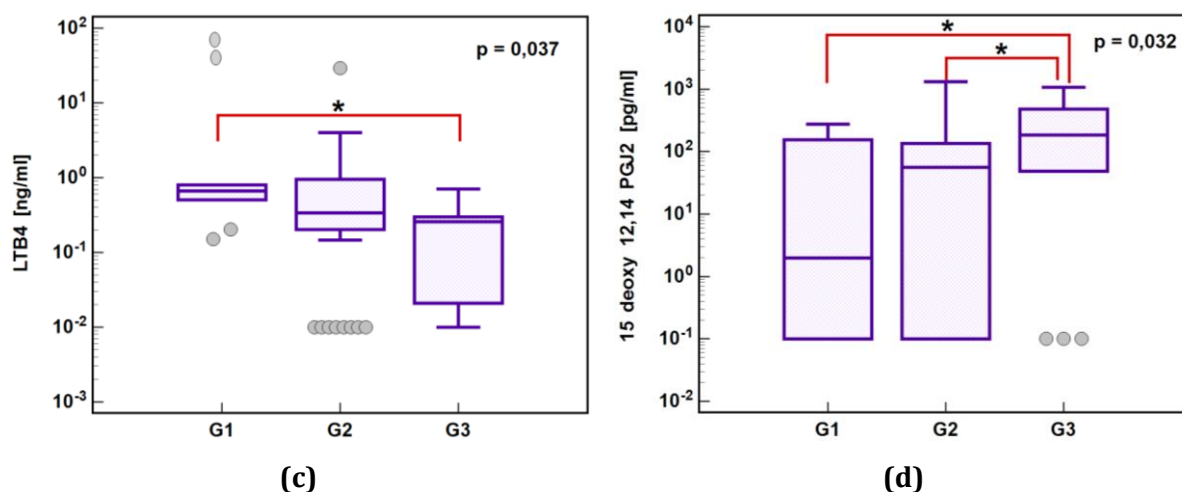 LTB4 [ng/ml]
10²
10¹
10⁰
10⁻¹
10⁻²
10⁻³
p = 0,037
*
G1 G2 G3
(c)
15 deoxy 12,14 PGJ2 [pg/ml]
10⁴
10³
10²
10¹
10⁰
10⁻¹
10⁻²
p = 0,032
*
*
G1 G2 G3
(d)